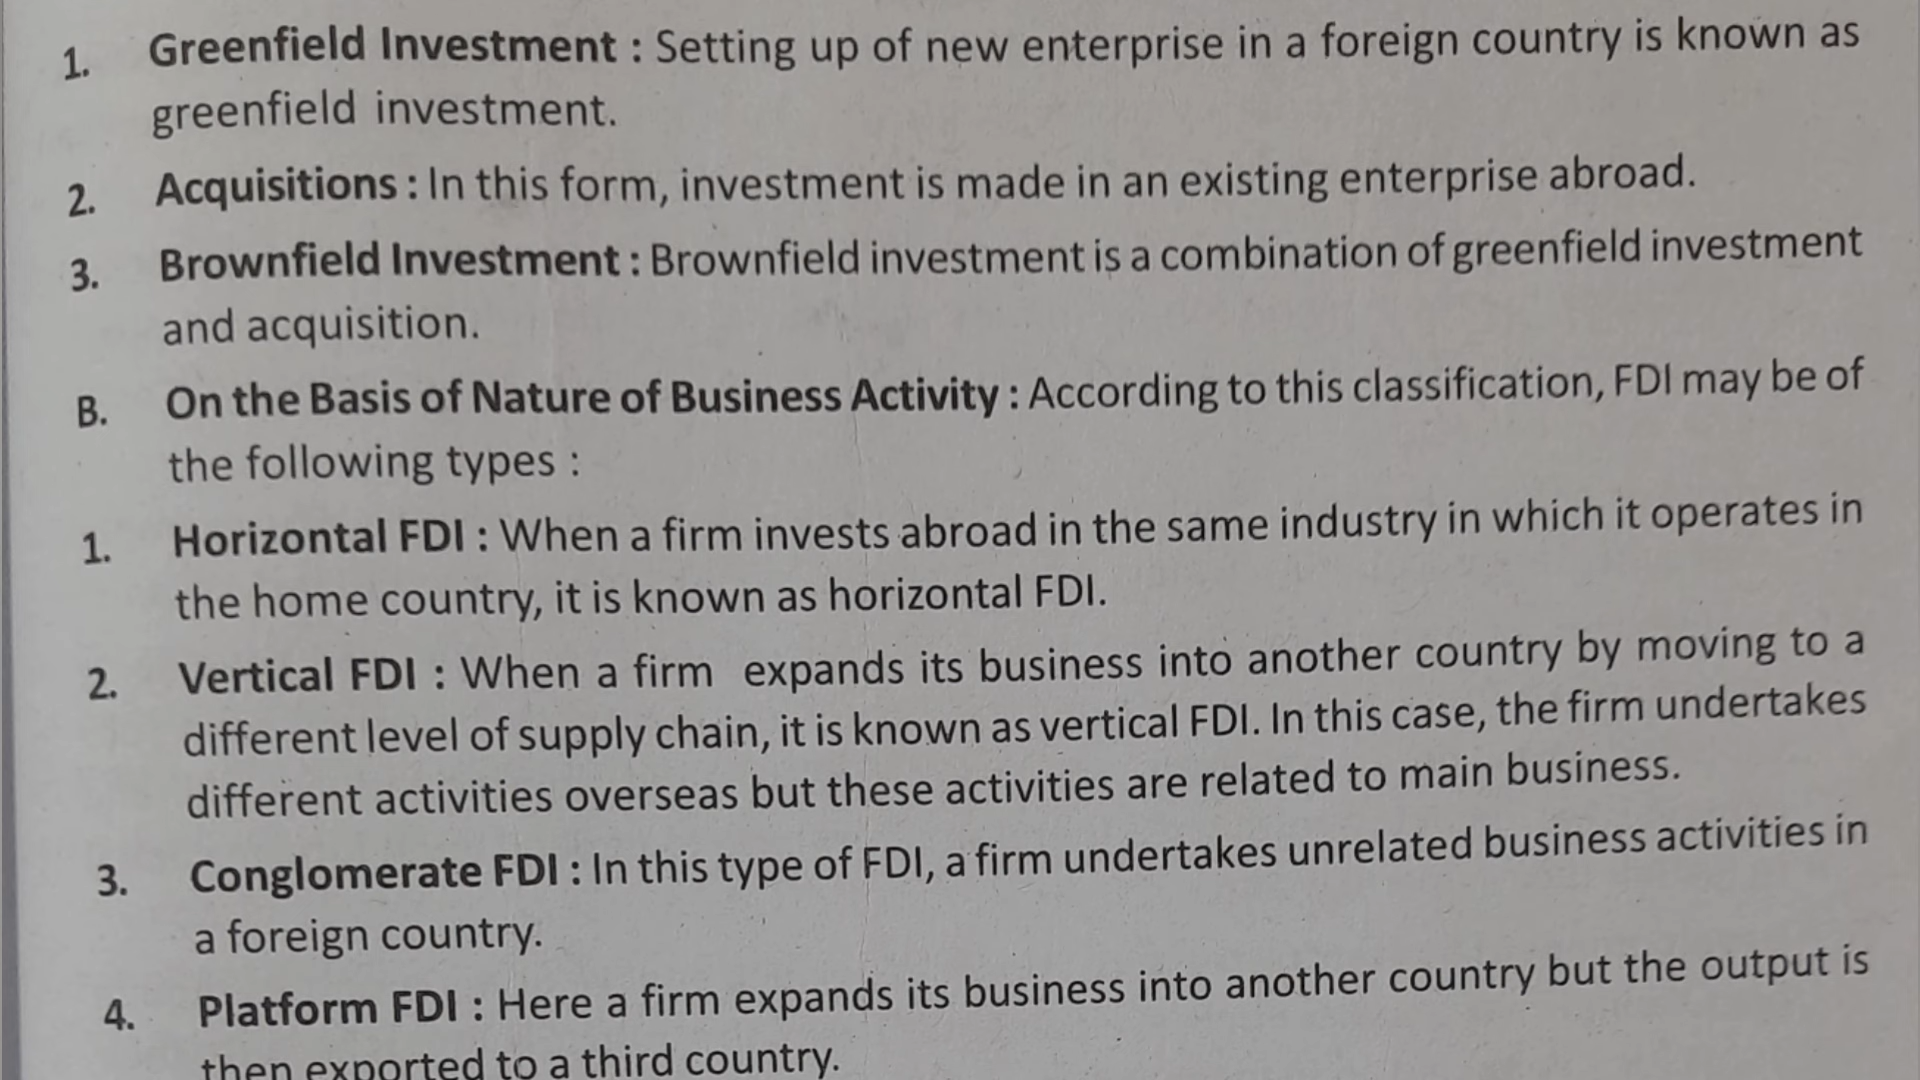 1. Greenfield Investment : Setting up of new enterprise in a foreign country is known as
greenfield investment.
2. Acquisitions : In this form, investment is made in an existing enterprise abroad.
3. Brownfield Investment : Brownfield investment is a combination of greenfield investment
and acquisition.
B. On the Basis of Nature of Business Activity : According to this classification, FDI may be of
the following types :
1. Horizontal FDI : When a firm invests abroad in the same industry in which it operates in
the home country, it is known as horizontal FDI.
2. Vertical FDI : When a firm expands its business into another country by moving to a
different level of supply chain, it is known as vertical FDI. In this case, the firm undertakes
different activities overseas but these activities are related to main business.
3. Conglomerate FDI : In this type of FDI, a firm undertakes unrelated business activities in
a foreign country.
4. Platform FDI : Here a firm expands its business into another country but the output is
then exported to a third country.